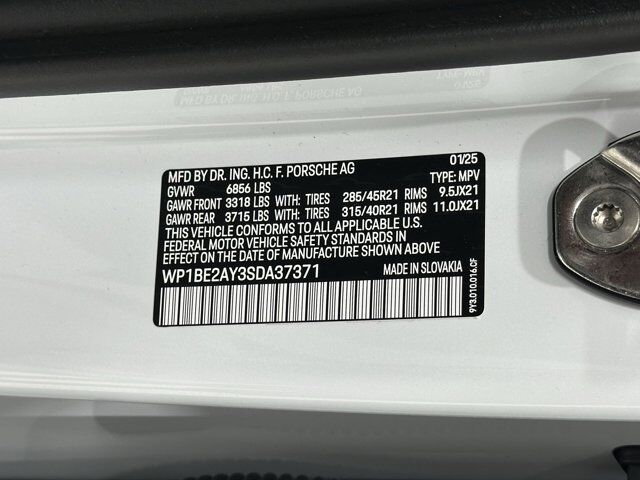 MFD BY DR. ING. H.C. F. PORSCHE AG 01/25
GVWR 6856 LBS TYPE: MPV
GAWR FRONT 3318 LBS WITH: TIRES 285/45R21 RIMS 9.5JX21
GAWR REAR 3715 LBS WITH: TIRES 315/40R21 RIMS 11.0JX21
THIS VEHICLE CONFORMS TO ALL APPLICABLE U.S.
FEDERAL MOTOR VEHICLE SAFETY STANDARDS IN
EFFECT ON DATE OF MANUFACTURE SHOWN ABOVE
WP1BE2AY3SDA37371 MADE IN SLOVAKIA
9Y3.010.016.CF